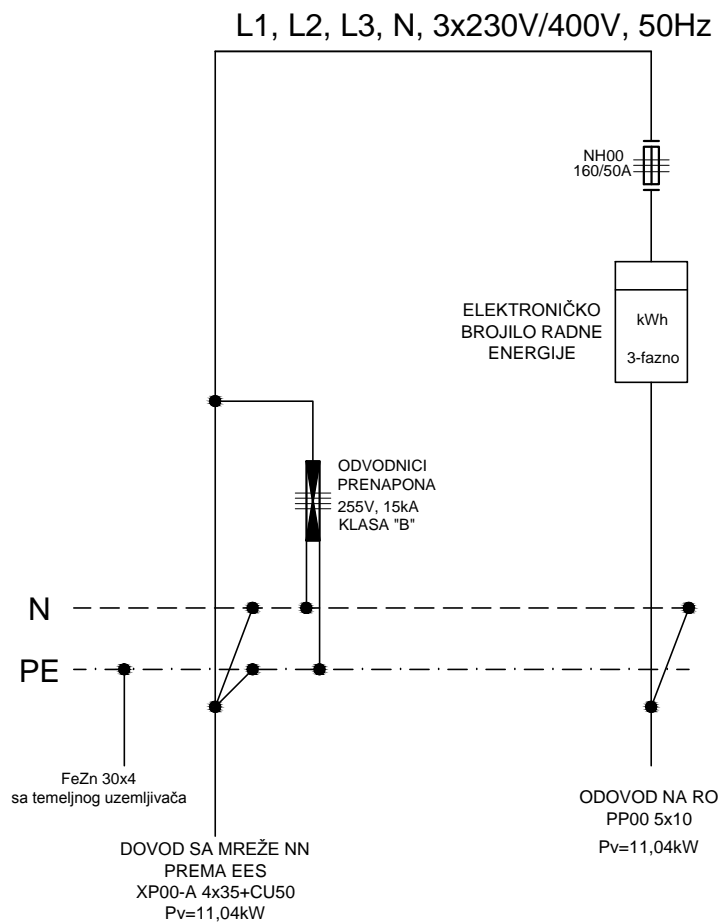 L1, L2, L3, N, 3x230V/400V, 50Hz
NH00
160/50A
ELEKTRONIČKO
BROJILO RADNE
ENERGIJE
kWh
3-fazno
ODVODNICI
PRENAPONA
255V, 15kA
KLASA "B"
N
PE
FeZn 30x4
sa temeljnog uzemljivača
DOVOD SA MREŽE NN
PREMA EES
XP00-A 4x35+CU50
Pv=11,04kW
ODOVOD NA RO
PP00 5x10
Pv=11,04kW